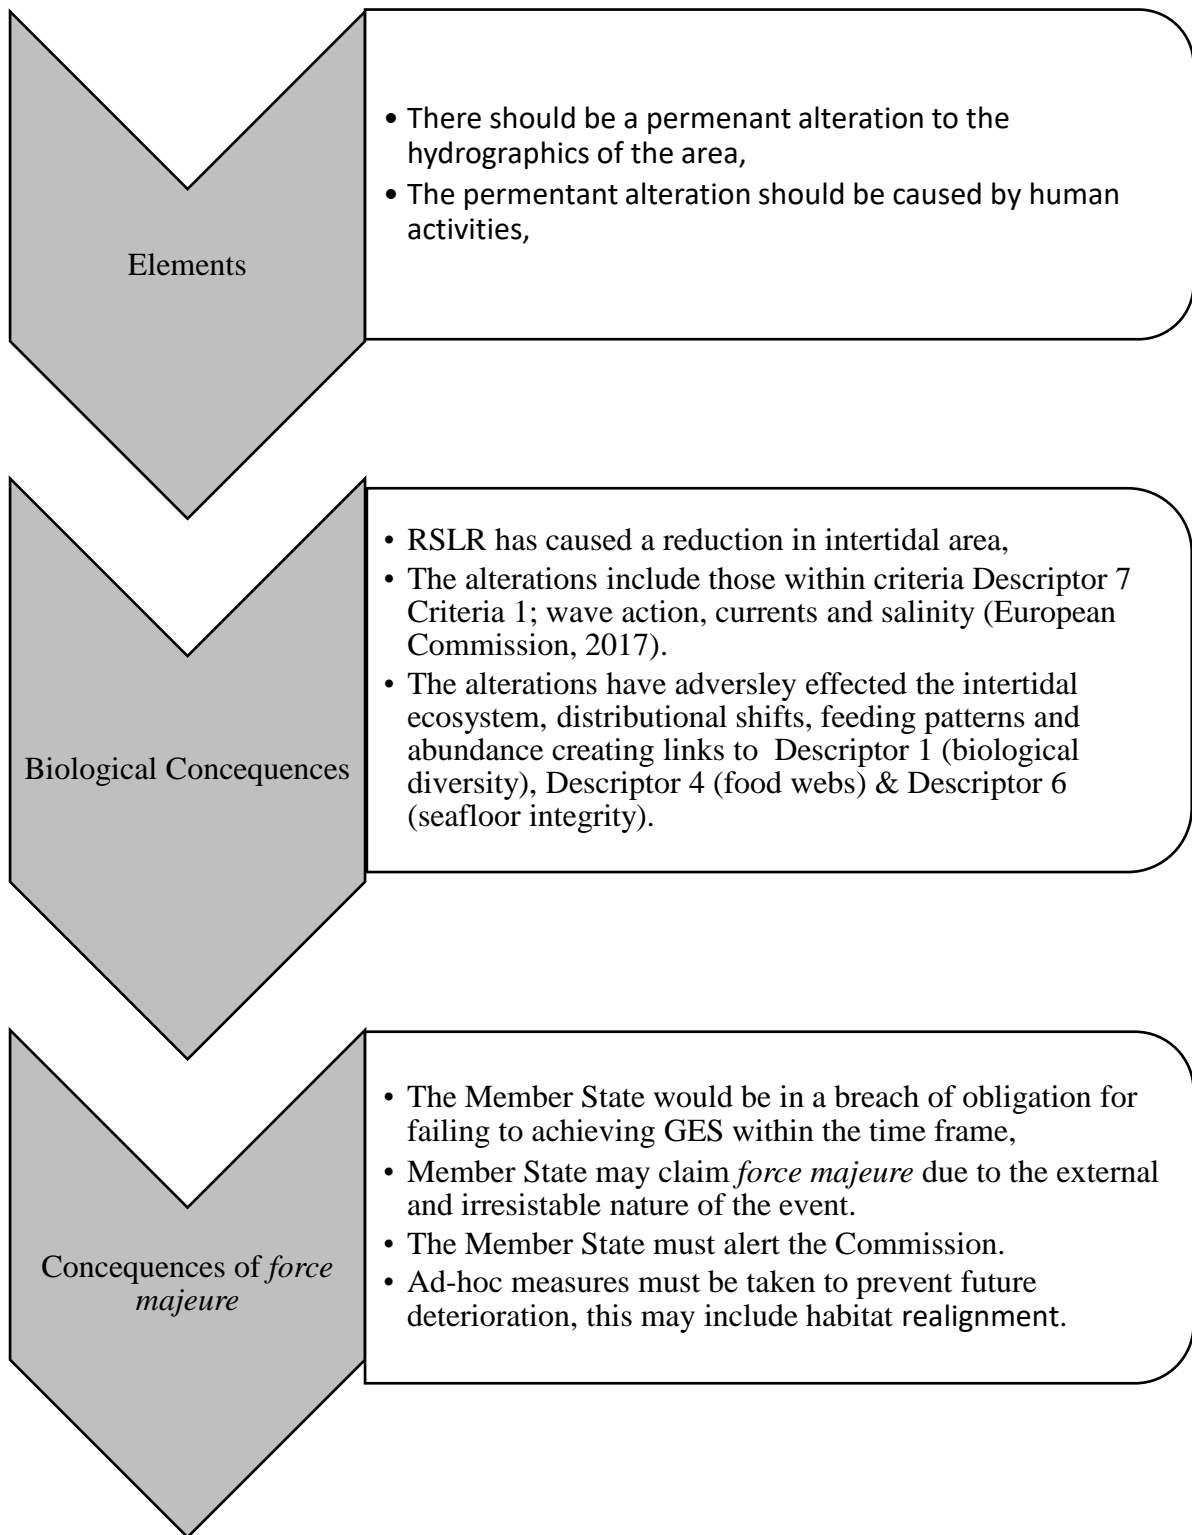 Elements
• There should be a permenant alteration to the
hydrographics of the area,
• The permentant alteration should be caused by human
activities,
Biological Concequences
• RSLR has caused a reduction in intertidal area,
• The alterations include those within criteria Descriptor 7
Criteria 1; wave action, currents and salinity (European
Commission, 2017).
• The alterations have adversley effected the intertidal
ecosystem, distributional shifts, feeding patterns and
abundance creating links to Descriptor 1 (biological
diversity), Descriptor 4 (food webs) & Descriptor 6
(seafloor integrity).
Concequences of force
majeure
• The Member State would be in a breach of obligation for
failing to achieving GES within the time frame,
• Member State may claim force majeure due to the external
and irresistable nature of the event.
• The Member State must alert the Commission.
• Ad-hoc measures must be taken to prevent future
deterioration, this may include habitat realignment.